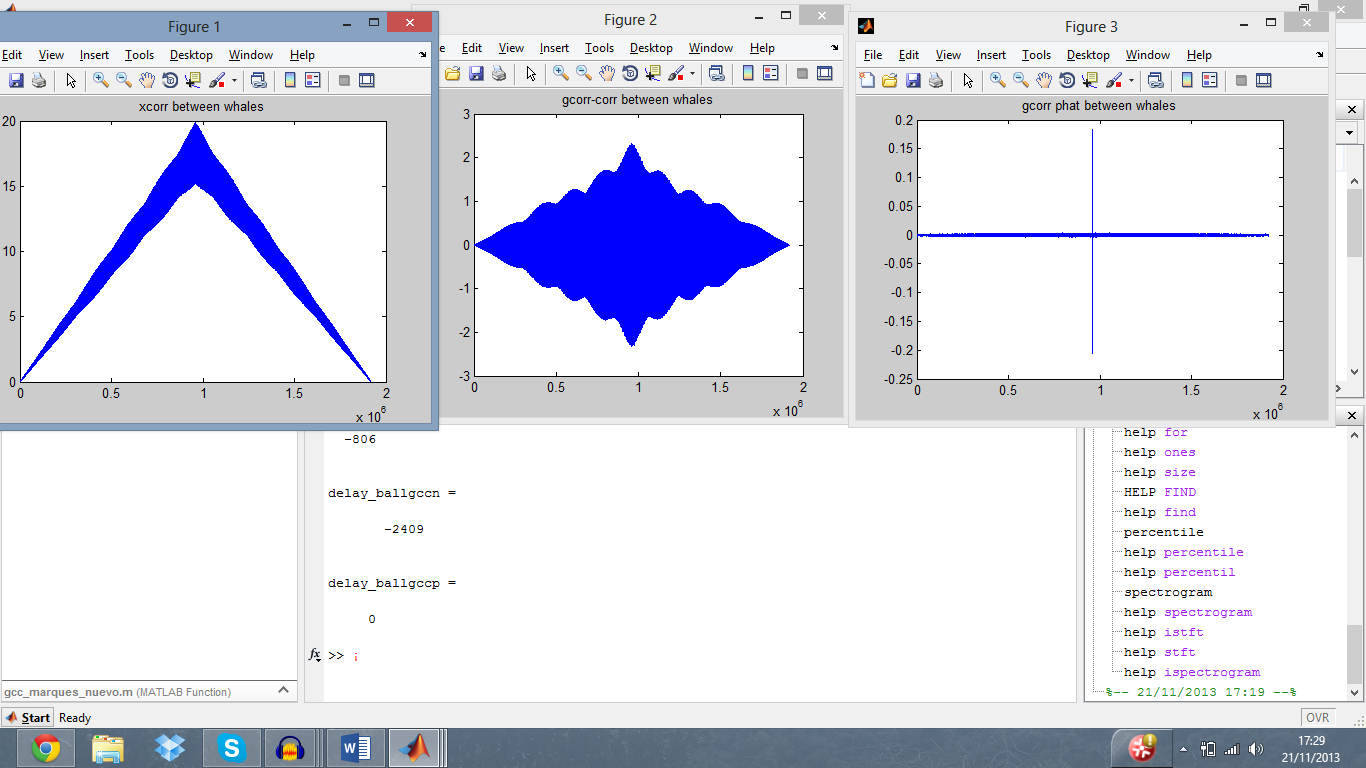 Figure 1
Edit View Insert Tools Desktop Window Help
xcorr between whales
20
15
10
5
0
0 0.5 1 1.5 2
x 10^6
Figure 2
Edit View Insert Tools Desktop Window Help
gcorr-corr between whales
3
2
1
0
-1
-2
-3
0 0.5 1 1.5 2
x 10^6
Figure 3
File Edit View Insert Tools Desktop Window Help
gcorr phat between whales
0.2
0.15
0.1
0.05
0
-0.05
-0.1
-0.15
-0.2
-0.25
0 0.5 1 1.5 2
x 10^6
-806
delay_ballgccn =
-2409
delay_ballgccp =
0
fx >> ¡
help for
help ones
help size
HELP FIND
help find
percentile
help percentile
help percentil
spectrogram
help spectrogram
help istft
help stft
help ispectrogram
%-- 21/11/2013 17:19 --%
gcc_marques_nuevo.m (MATLAB Function)
Start Ready
OVR
17:29
21/11/2013